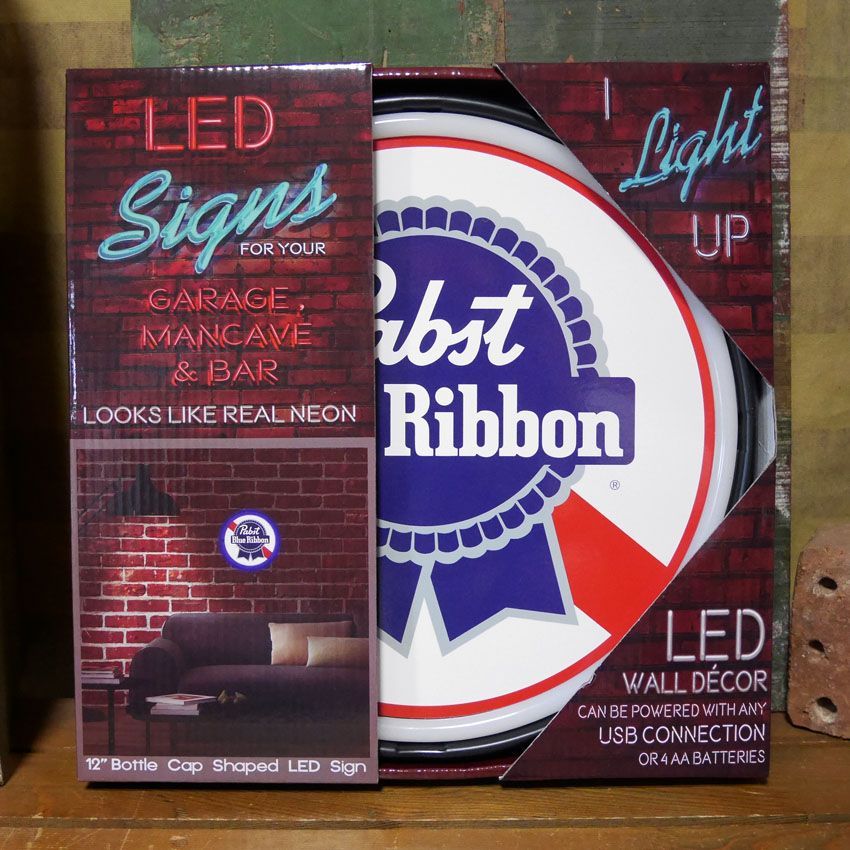 LED
Signs
FOR YOUR
GARAGE,
MANCAVE
& BAR
LOOKS LIKE REAL NEON
Pabst
Blue Ribbon
12" Bottle Cap Shaped LED Sign
abst
Ribbon
®
I
Light
UP
LED
WALL DÉCOR
CAN BE POWERED WITH ANY
USB CONNECTION
OR 4 AA BATTERIES